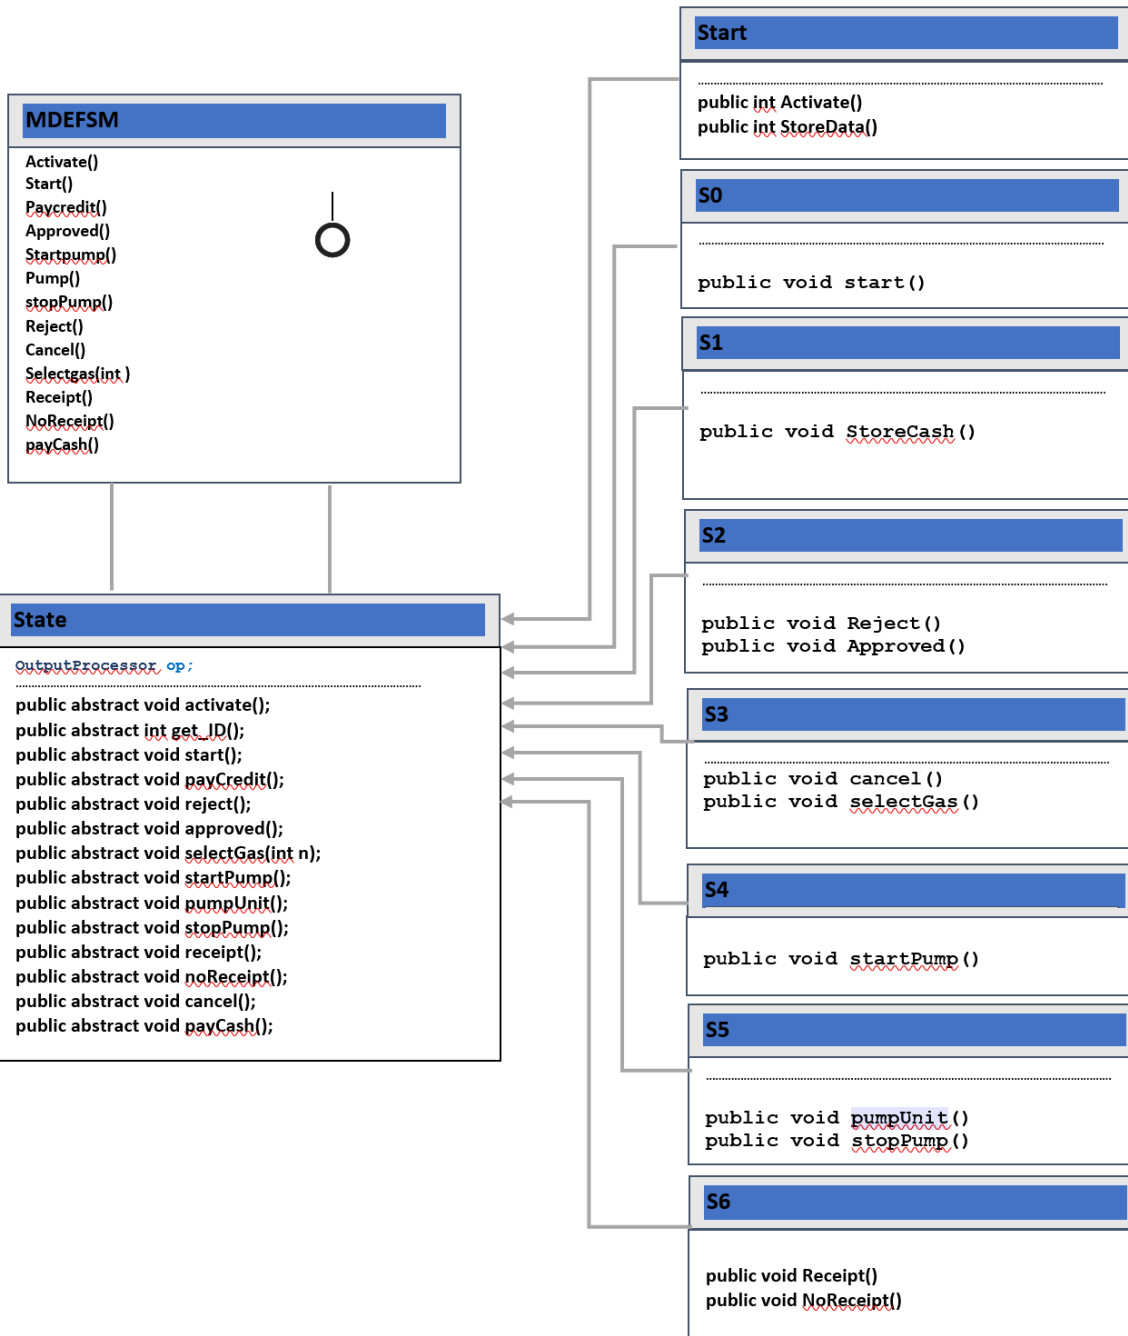 MDEFSM
Activate()
Start()
Paycredit()
Approved()
Startpump()
Pump()
stopPump()
Reject()
Cancel()
Selectgas(int )
Receipt()
NoReceipt()
payCash()
State
OutputProcessor op;
public abstract void activate();
public abstract int get_ID();
public abstract void start();
public abstract void payCredit();
public abstract void reject();
public abstract void approved();
public abstract void selectGas(int n);
public abstract void startPump();
public abstract void pumpUnit();
public abstract void stopPump();
public abstract void receipt();
public abstract void noReceipt();
public abstract void cancel();
public abstract void payCash();
Start
public int Activate()
public int StoreData()
S0
public void start()
S1
public void StoreCash()
S2
public void Reject()
public void Approved()
S3
public void cancel()
public void selectGas()
S4
public void startPump()
S5
public void pumpUnit()
public void stopPump()
S6
public void Receipt()
public void NoReceipt()